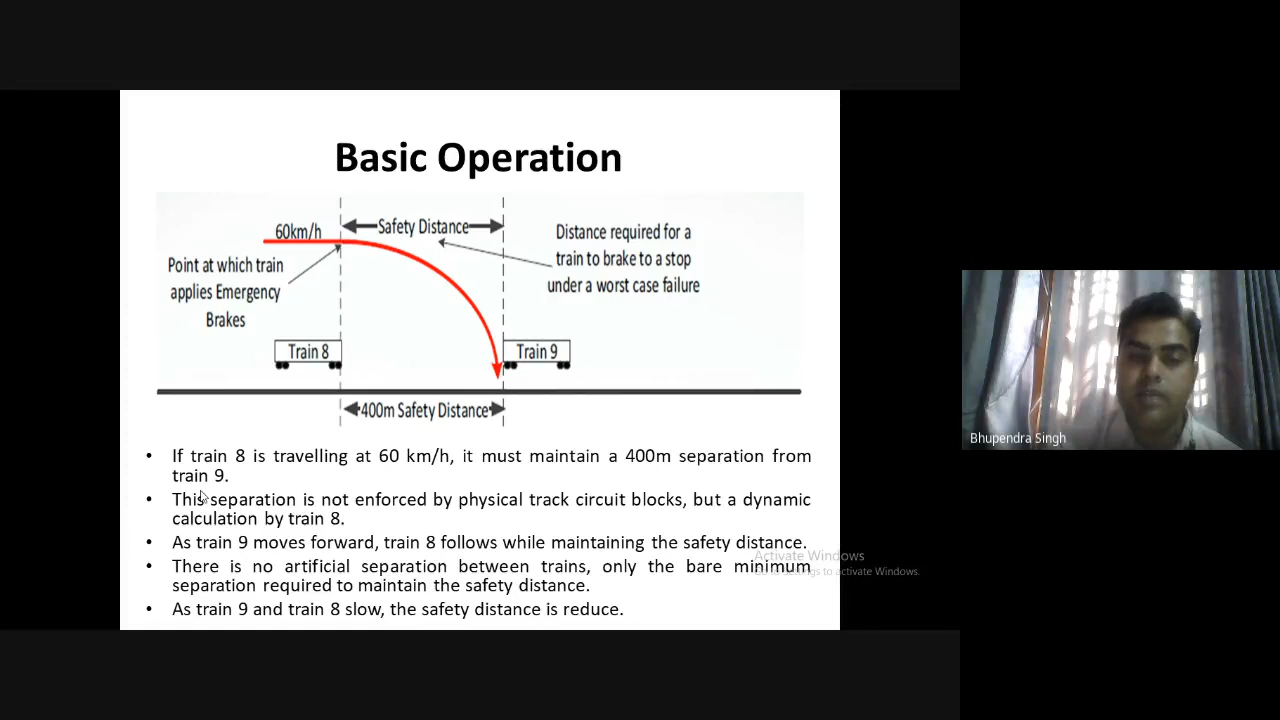 Basic Operation
60km/h
Safety Distance
Distance required for a
train to brake to a stop
under a worst case failure
Point at which train
applies Emergency
Brakes
Train 8
Train 9
400m Safety Distance
• If train 8 is travelling at 60 km/h, it must maintain a 400m separation from
train 9.
• This separation is not enforced by physical track circuit blocks, but a dynamic
calculation by train 8.
• As train 9 moves forward, train 8 follows while maintaining the safety distance.
• There is no artificial separation between trains, only the bare minimum
separation required to maintain the safety distance.
• As train 9 and train 8 slow, the safety distance is reduce.
Activate Windows
Go to Settings to activate Windows.
Bhupendra Singh